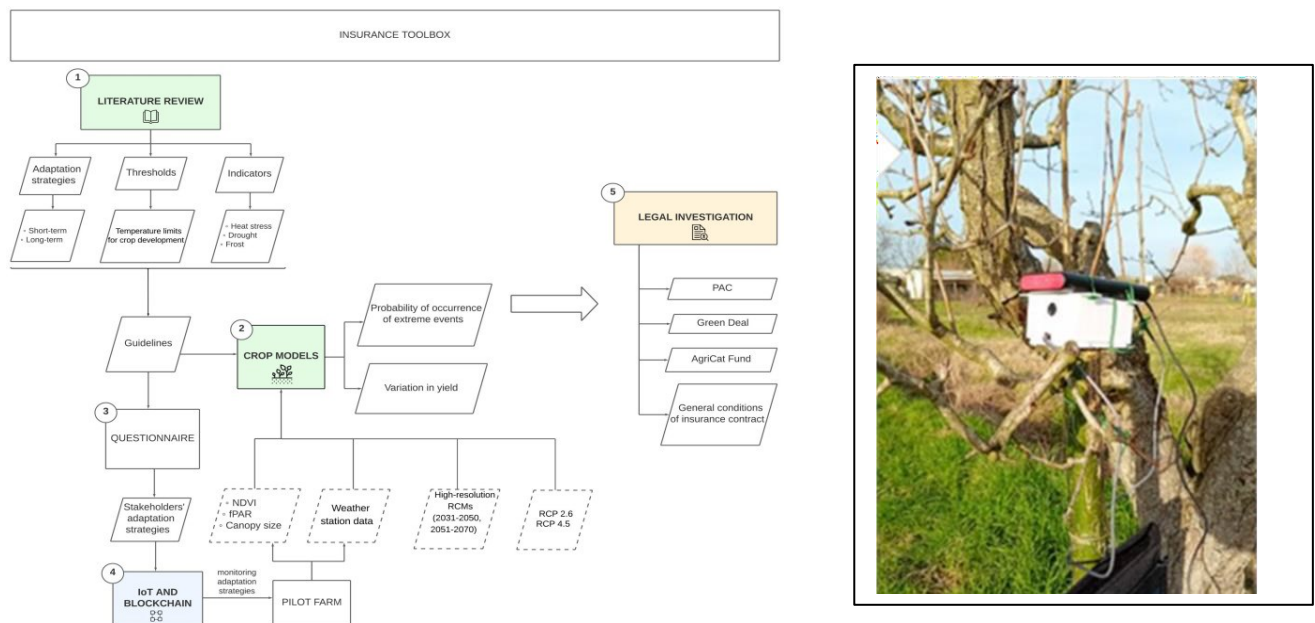 INSURANCE TOOLBOX
1
LITERATURE REVIEW
Adaptation
strategies
Thresholds
Indicators
- Short-term
- Long-term
Temperature limits
for crop development
- Heat stress
- Drought
- Frost
Guidelines
2
CROP MODELS
Probability of occurrence
of extreme events
Variation in yield
3
QUESTIONNAIRE
Stakeholders'
adaptation
strategies
- NDVI
- fPAR
- Canopy size
Weather
station data
High-resolution
RCMs
(2031-2050,
2051-2070)
RCP 2.6
RCP 4.5
4
IoT AND
BLOCKCHAIN
monitoring
adaptation
strategies
PILOT FARM
5
LEGAL INVESTIGATION
PAC
Green Deal
AgriCat Fund
General conditions
of insurance contract